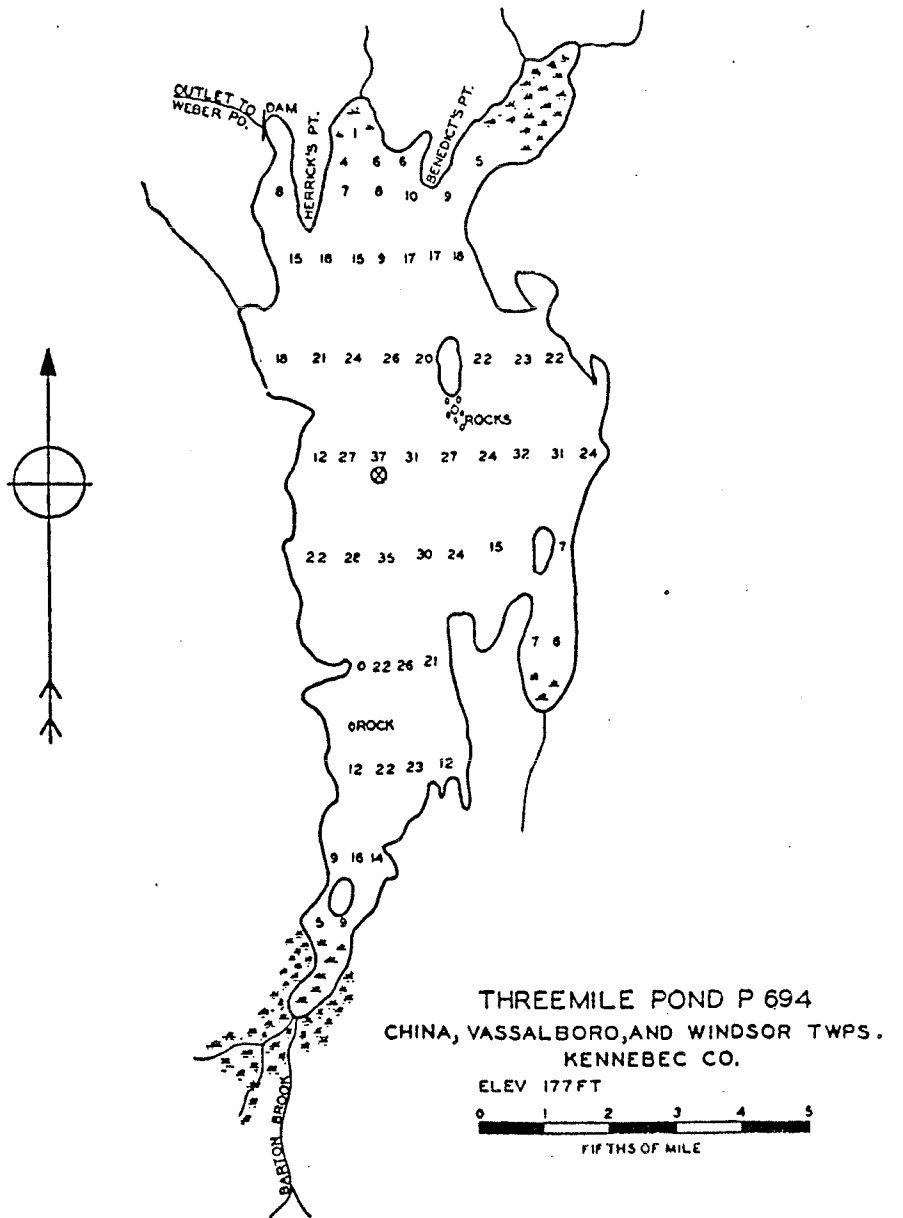 OUTLET TO
WEBER PO.
DAM
HERRICK'S PT.
BENEDICT'S PT.
1
4 6 6 5
8 7 8 10 9
15 18 15 9 17 17 18
18 21 24 26 20 22 23 22
ROCKS
12 27 37 31 27 24 32 31 24
22 28 35 30 24 15 7
7 6
0 22 26 21
ROCK
12 22 23 12
9 16 14
5 9
BARTON BROOK
THREEMILE POND P 694
CHINA, VASSALBORO, AND WINDSOR TWPS.
KENNEBEC CO.
ELEV 177 FT
0 1 2 3 4 5
FIFTHS OF MILE